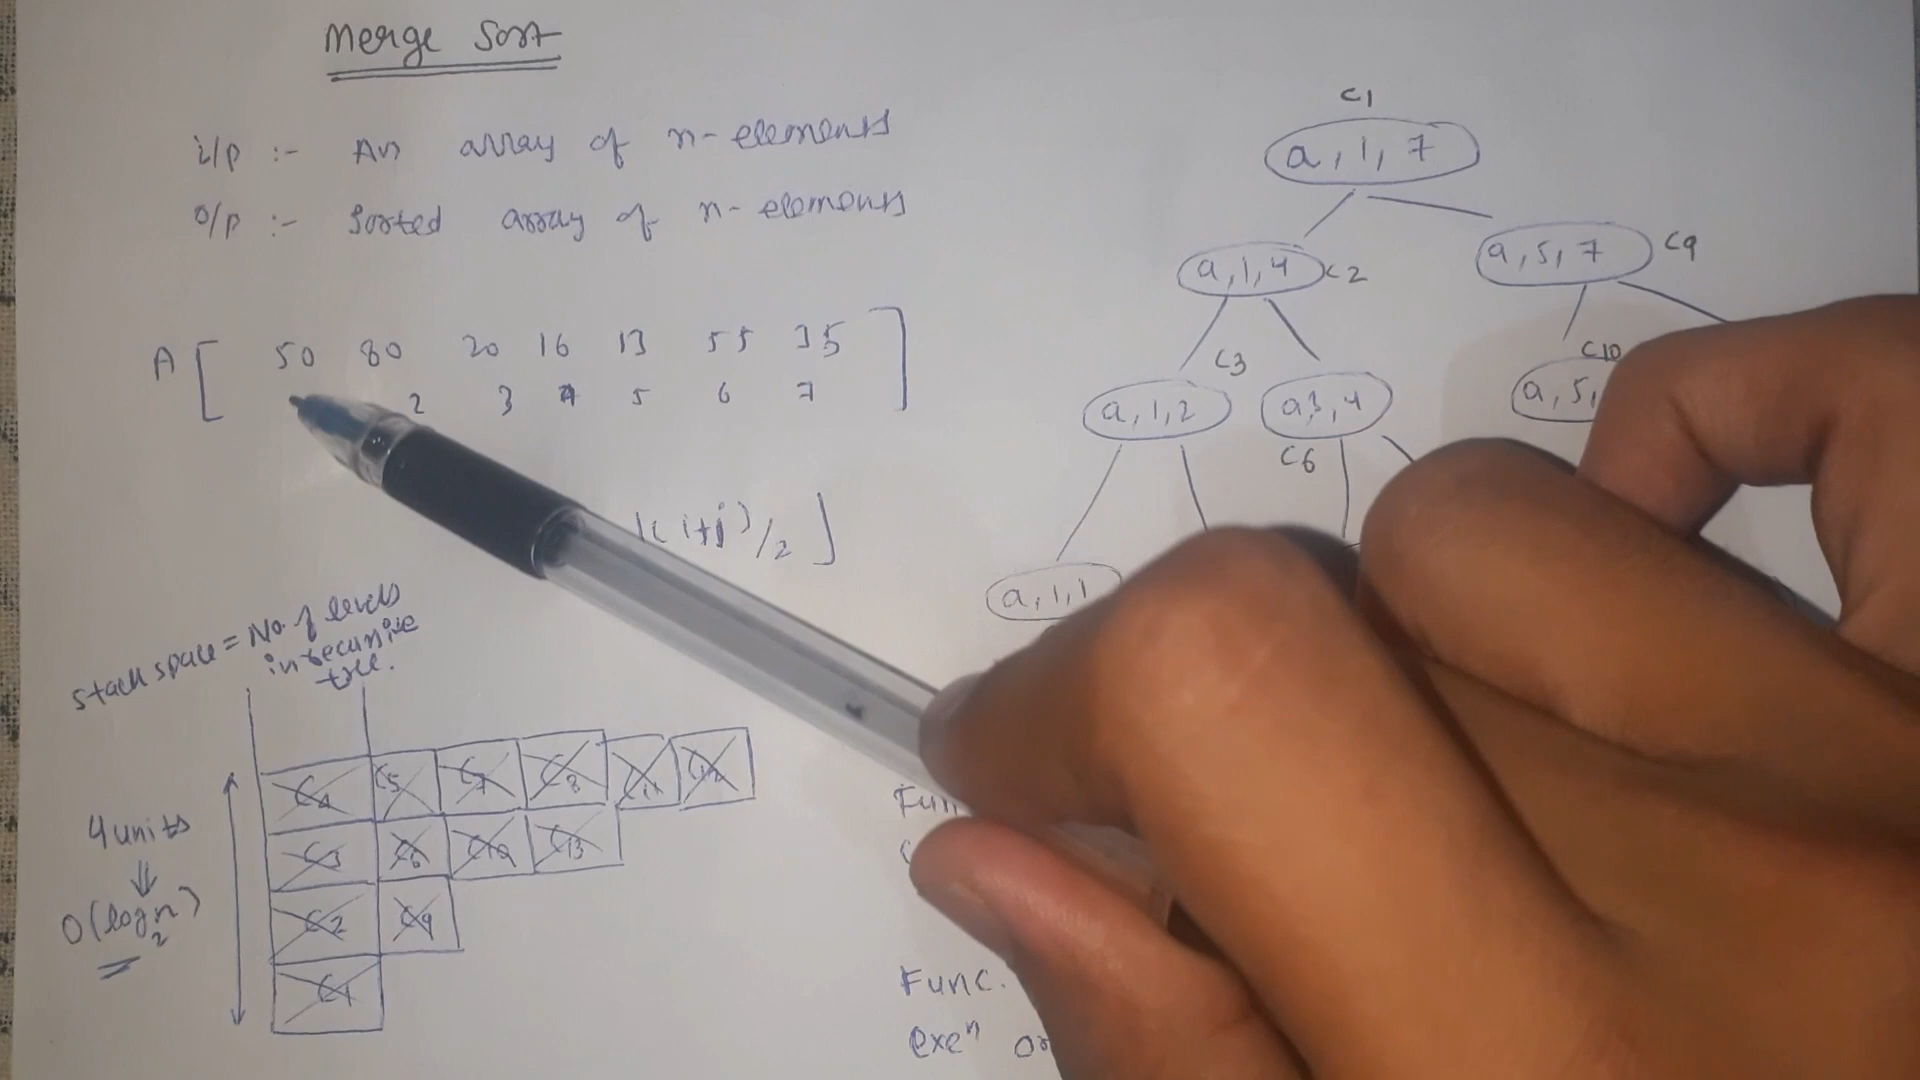 Merge Sort
i/p :- An array of n-elements
o/p :- Sorted array of n-elements
A [ 50 80 20 16 13 55 35 ]
2 3 4 5 6 7
(i+j)/2 ]
stack space = No. of levels
in recursive
tree.
C4 C5 C7 C8 C11 C12
C3 C6 C10 C13
C2 C9
C1
4 units
⇓
O(log₂n)
C1
a, 1, 7
a, 1, 4 C2
a, 5, 7 C9
C3
a, 1, 2
a, 3, 4
C6
C10
a, 5,
a, 1, 1
Func.
exeⁿ